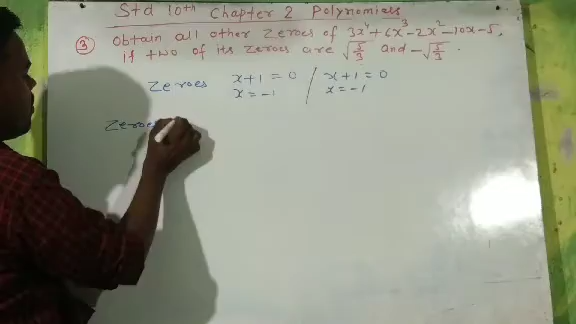 Std 10th Chapter 2 Polynomials
③ Obtain all other zeroes of 3x⁴+6x³-2x²-10x-5,
if two of its zeroes are √5/3 and -√5/3.
Zeroes x+1=0 / x+1=0
x=-1 x=-1
Zeroes